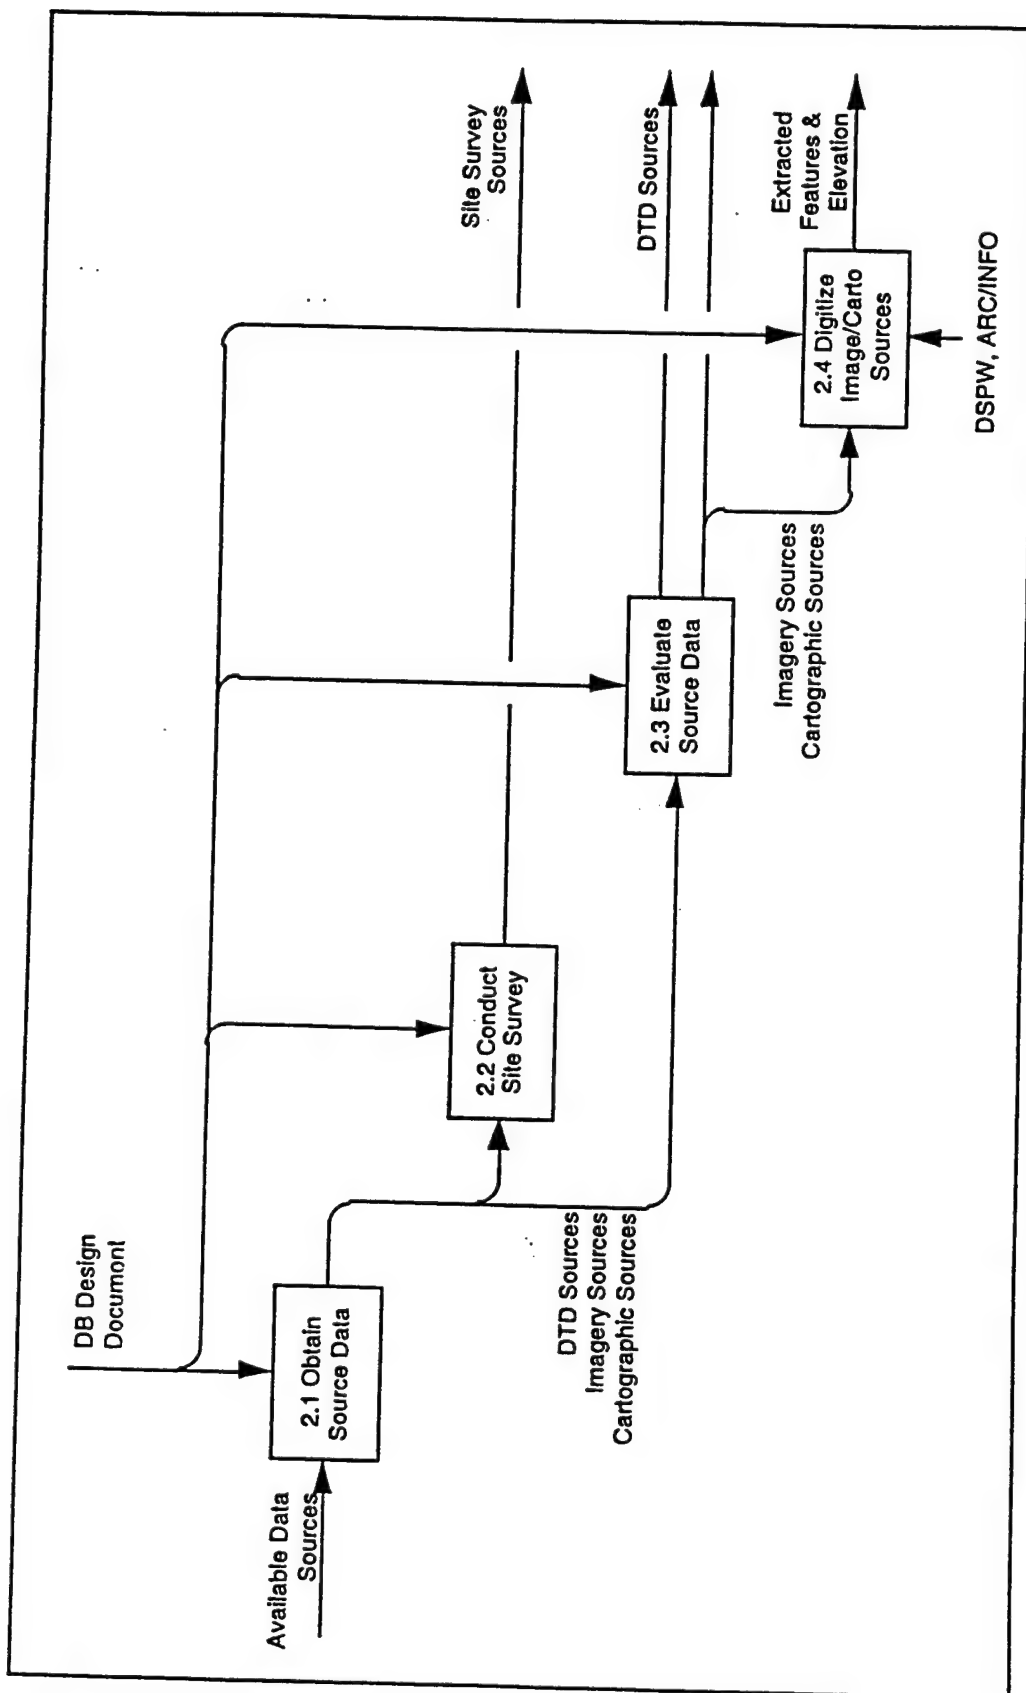 DB Design
Documont
Available Data
Sources
2.1 Obtain
Source Data
DTD Sources
Imagery Sources
Cartographic Sources
2.2 Conduct
Site Survey
Site Survey
Sources
2.3 Evaluate
Source Data
DTD Sources
Imagery Sources
Cartographic Sources
2.4 Digitize
Image/Carto
Sources
Extracted
Features &
Elevation
DSPW, ARC/INFO